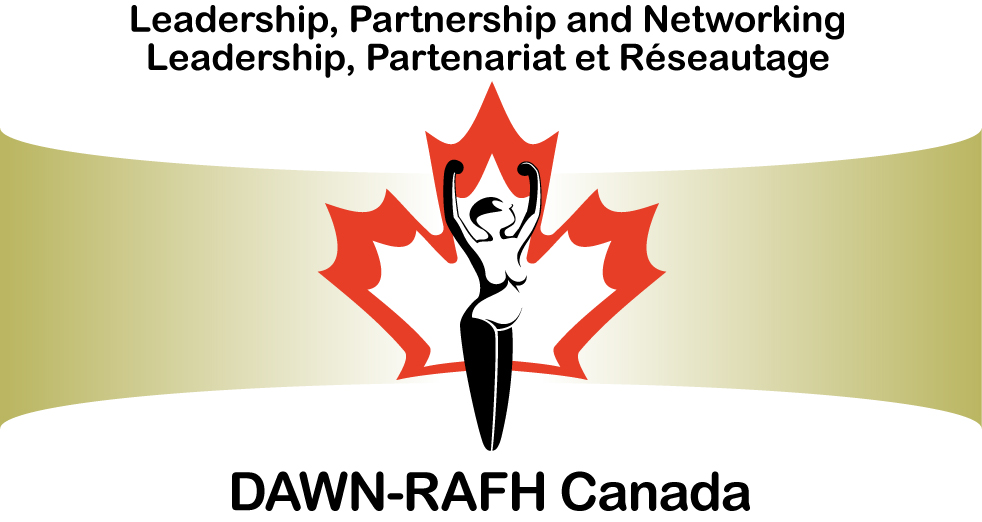 Leadership, Partnership and Networking
Leadership, Partenariat et Réseautage
DAWN-RAFH Canada